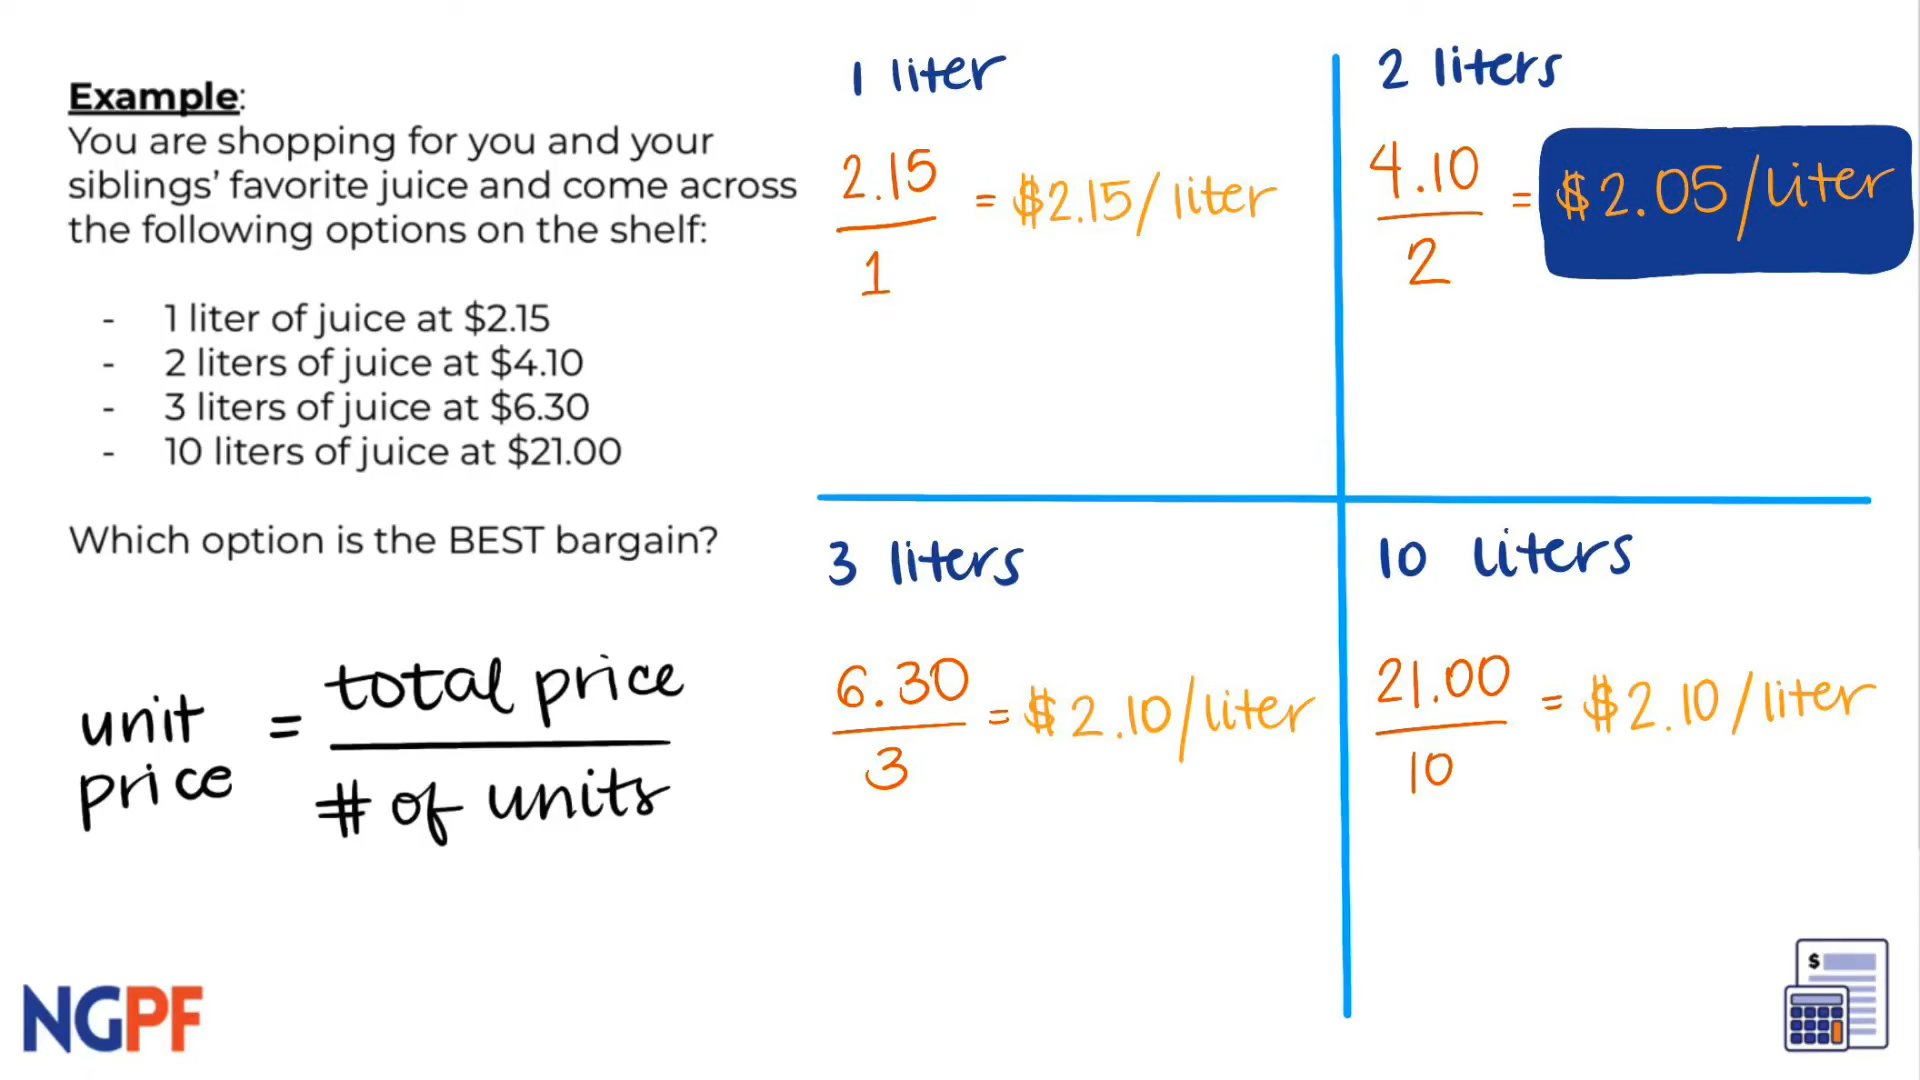 Example:
You are shopping for you and your
siblings’ favorite juice and come across
the following options on the shelf:
- 1 liter of juice at $2.15
- 2 liters of juice at $4.10
- 3 liters of juice at $6.30
- 10 liters of juice at $21.00
Which option is the BEST bargain?
unit price = total price / # of units
1 liter
2.15 / 1 = $2.15/liter
2 liters
4.10 / 2 = $2.05/liter
3 liters
6.30 / 3 = $2.10/liter
10 liters
21.00 / 10 = $2.10/liter
NGPF
$